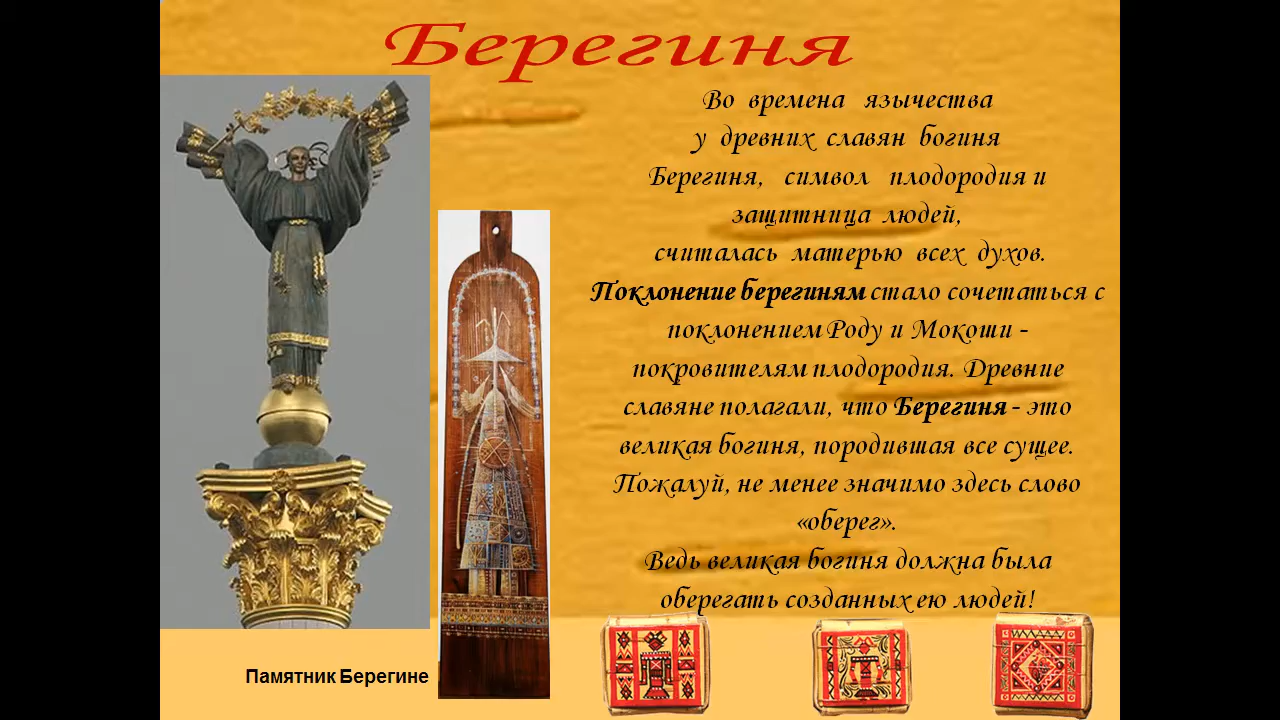 Берегиня
Во времена язычества
у древних славян богиня
Берегиня, символ плодородия и
защитница людей,
считалась матерью всех духов.
Поклонение берегиням стало сочетаться с
поклонением Роду и Мокоши -
покровителям плодородия. Древние
славяне полагали, что Берегиня - это
великая богиня, породившая все сущее.
Пожалуй, не менее значимо здесь слово
«оберег».
Ведь великая богиня должна была
оберегать созданных ею людей!
Памятник Берегине